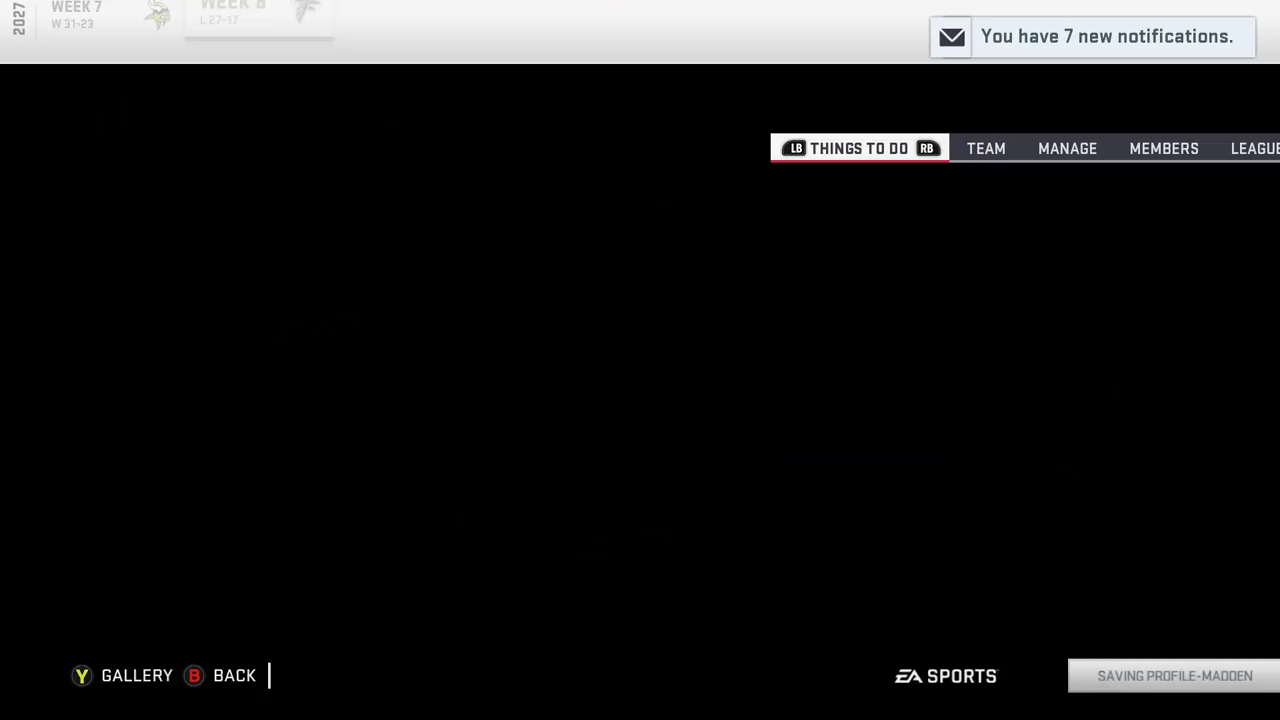 2027
WEEK 7
W 31-23
WEEK 8
L 27-17
You have 7 new notifications.
LB THINGS TO DO RB TEAM MANAGE MEMBERS LEAGUE
Y GALLERY B BACK
EA SPORTS
SAVING PROFILE-MADDEN